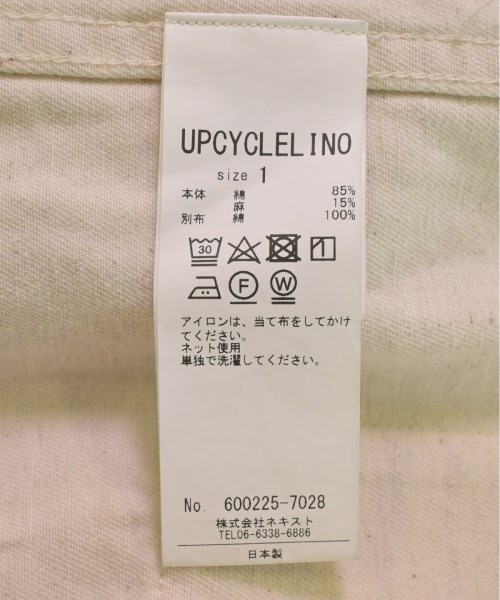 UPCYCLELINO
size 1
本体 綿 85%
麻 15%
別布 綿 100%
30
F W
アイロンは、当て布をしてかけ
てください。
ネット使用
単独で洗濯してください。
No. 600225-7028
株式会社ネキスト
TEL06-6338-6886
日本製